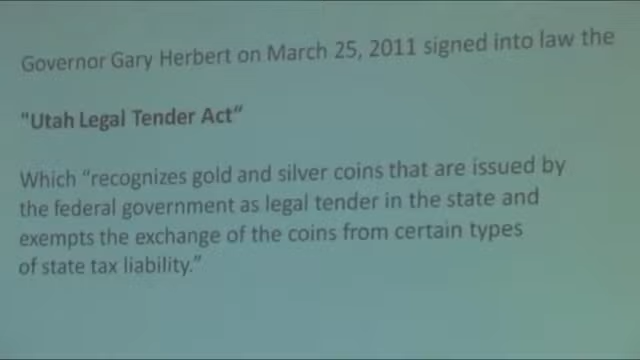 Governor Gary Herbert on March 25, 2011 signed into law the
"Utah Legal Tender Act"
Which “recognizes gold and silver coins that are issued by
the federal government as legal tender in the state and
exempts the exchange of the coins from certain types
of state tax liability.”